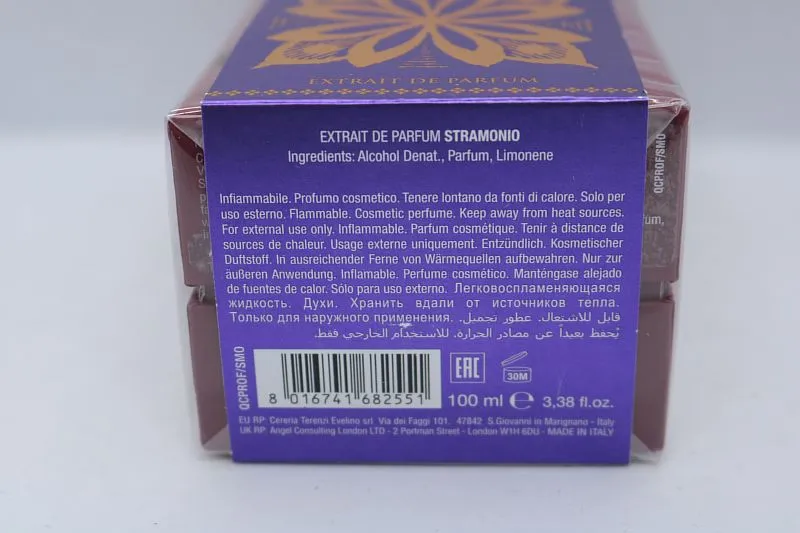 EXTRAIT DE PARFUM
EXTRAIT DE PARFUM STRAMONIO
Ingredients: Alcohol Denat., Parfum, Limonene
Infiammabile. Profumo cosmetico. Tenere lontano da fonti di calore. Solo per
uso esterno. Flammable. Cosmetic perfume. Keep away from heat sources.
For external use only. Inflammable. Parfum cosmétique. Tenir à distance de
sources de chaleur. Usage externe uniquement. Entzündlich. Kosmetischer
Duftstoff. In ausreichender Ferne von Wärmequellen aufbewahren. Nur zur
äußeren Anwendung. Inflamable. Perfume cosmético. Manténgase alejado
de fuentes de calor. Sólo para uso externo. Легковоспламеняющаяся
жидкость. Духи. Хранить вдали от источников тепла.
Только для наружного применения. قابل للاشتعال. عطور تجميل.
يُحفظ بعيداً عن مصادر الحرارة. للاستخدام الخارجي فقط.
QCPROF/SMO
8 016741 682551
EAC
30M
100 ml ℮ 3,38 fl.oz.
EU RP: Cereria Terenzi Evelino srl Via dei Faggi 101. 47842 S.Giovanni in Marignano - Italy
UK RP: Angel Consulting London LTD - 2 Portman Street - London W1H 6DU - MADE IN ITALY
QCPROF/SMO